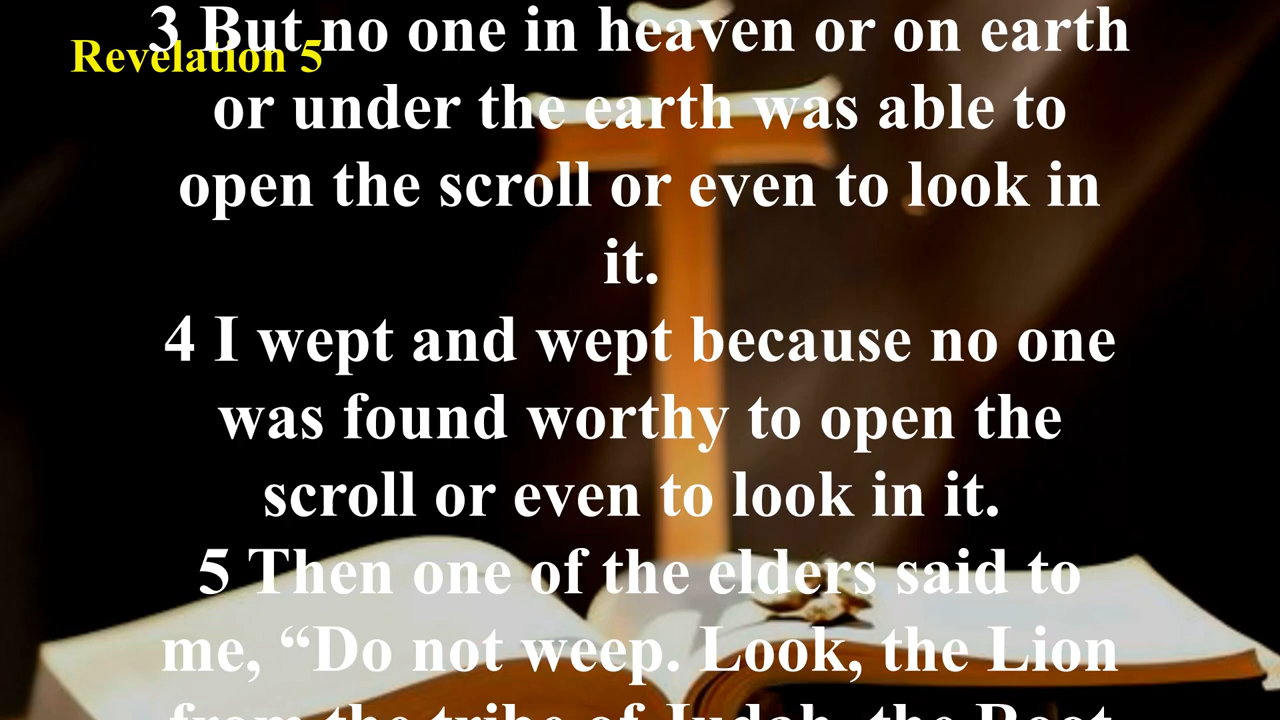 Revelation 5
3 But no one in heaven or on earth
or under the earth was able to
open the scroll or even to look in
it.
4 I wept and wept because no one
was found worthy to open the
scroll or even to look in it.
5 Then one of the elders said to
me, “Do not weep. Look, the Lion
from the tribe of Judah, the Root